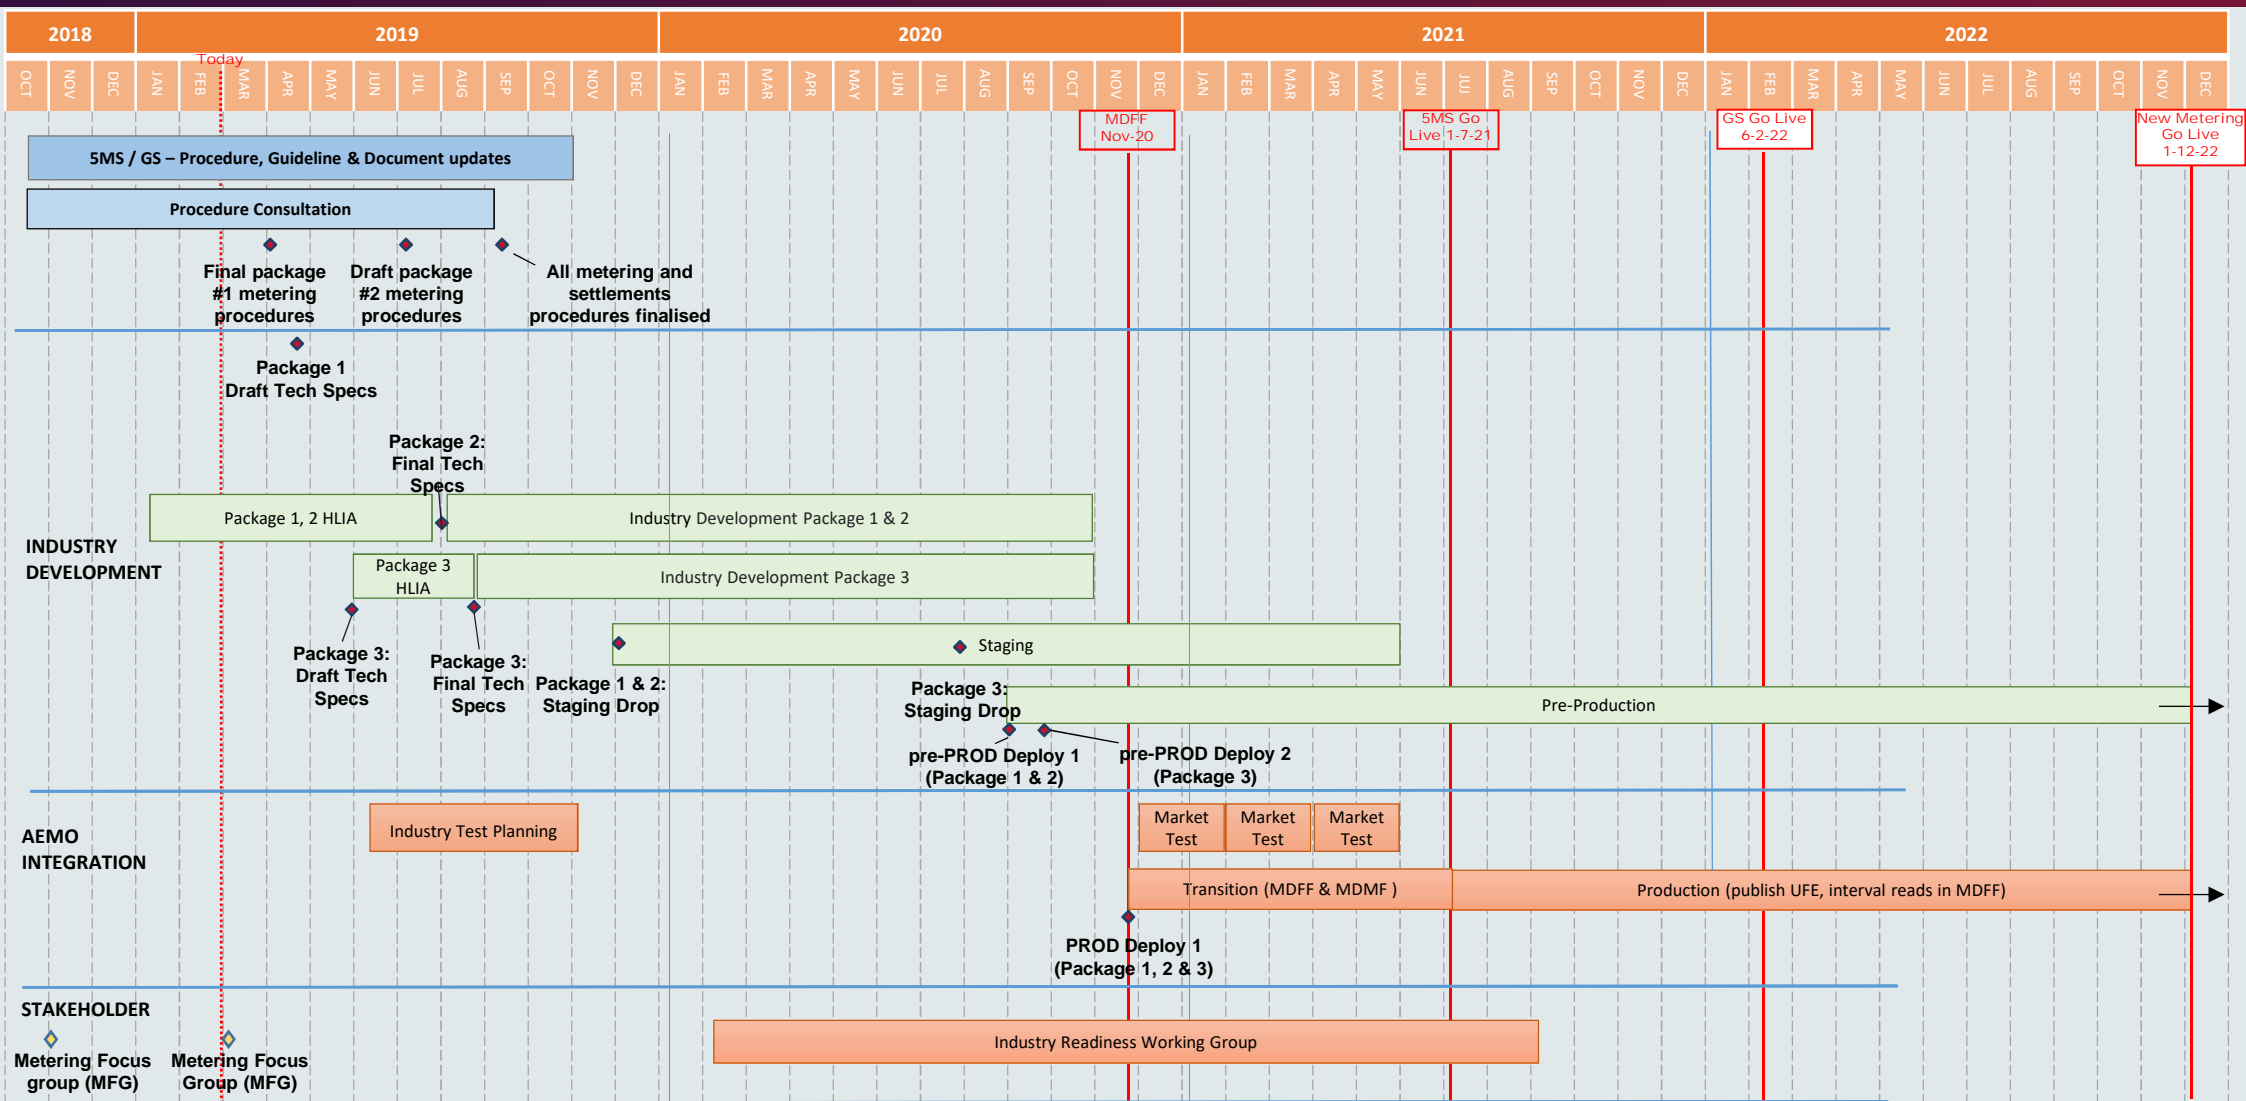 2018
2019
2020
2021
2022
Today
OCT NOV DEC JAN FEB MAR APR MAY JUN JUL AUG SEP OCT NOV DEC JAN FEB MAR APR MAY JUN JUL AUG SEP OCT NOV DEC JAN FEB MAR APR MAY JUN JUL AUG SEP OCT NOV DEC JAN FEB MAR APR MAY JUN JUL AUG SEP OCT NOV DEC
MDFF
Nov-20
5MS Go
Live 1-7-21
GS Go Live
6-2-22
New Metering
Go Live
1-12-22
5MS / GS – Procedure, Guideline & Document updates
Procedure Consultation
Final package
#1 metering
procedures
Draft package
#2 metering
procedures
All metering and
settlements
procedures finalised
Package 1
Draft Tech Specs
Package 2:
Final Tech
Specs
INDUSTRY
DEVELOPMENT
Package 1, 2 HLIA
Industry Development Package 1 & 2
Package 3
HLIA
Industry Development Package 3
Package 3:
Draft Tech
Specs
Package 3:
Final Tech
Specs
Package 1 & 2:
Staging Drop
Staging
Package 3:
Staging Drop
Pre-Production
pre-PROD Deploy 1
(Package 1 & 2)
pre-PROD Deploy 2
(Package 3)
AEMO
INTEGRATION
Industry Test Planning
Market
Test
Market
Test
Market
Test
Transition (MDFF & MDMF )
Production (publish UFE, interval reads in MDFF)
PROD Deploy 1
(Package 1, 2 & 3)
STAKEHOLDER
Metering Focus
group (MFG)
Metering Focus
Group (MFG)
Industry Readiness Working Group